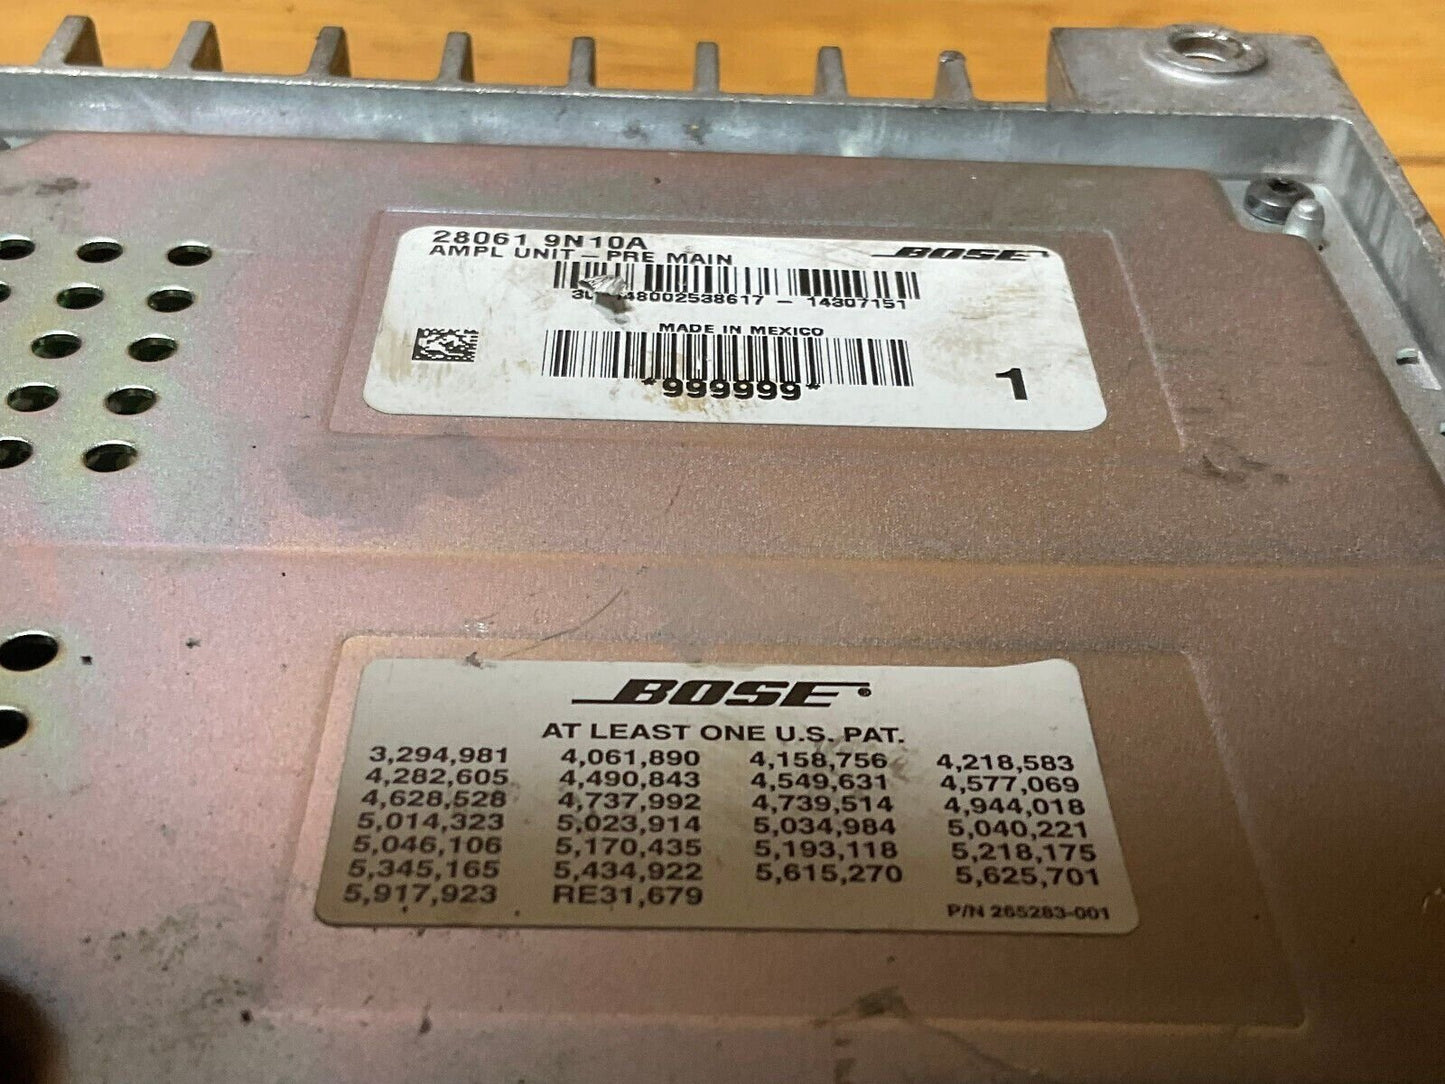 28061 9N10A
BOSE
AMPL UNIT - PRE MAIN
48002538617 - 14307151
MADE IN MEXICO
*999999*
1
BOSE®
AT LEAST ONE U.S. PAT.
3,294,981 4,061,890 4,158,756 4,218,583
4,282,605 4,490,843 4,549,631 4,577,069
4,628,528 4,737,992 4,739,514 4,944,018
5,014,323 5,023,914 5,034,984 5,040,221
5,046,106 5,170,435 5,193,118 5,218,175
5,345,165 5,434,922 5,615,270 5,625,701
5,917,923 RE31,679
P/N 265283-001